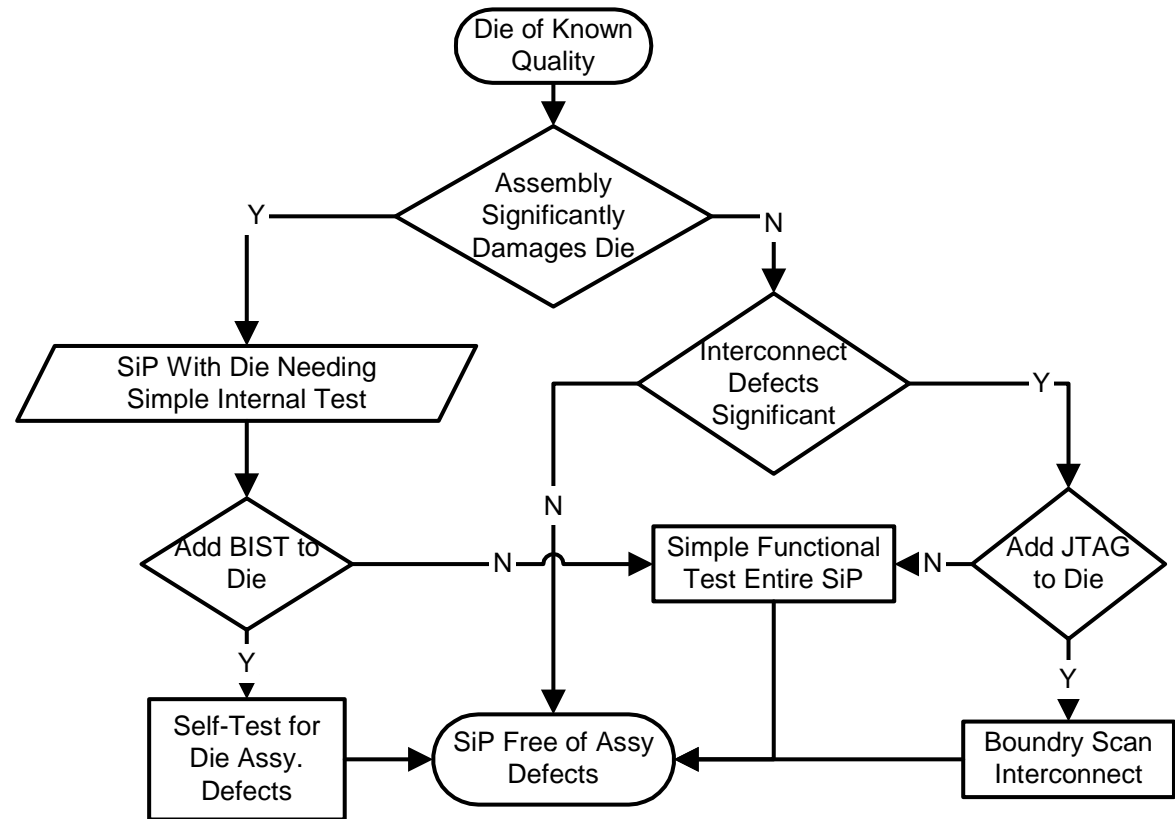 Die of Known
Quality
Assembly
Significantly
Damages Die
Y
N
SiP With Die Needing
Simple Internal Test
Interconnect
Defects
Significant
Y
N
Add BIST to
Die
N
Simple Functional
Test Entire SiP
N
Add JTAG
to Die
Y
Y
Self-Test for
Die Assy.
Defects
SiP Free of Assy
Defects
Boundry Scan
Interconnect